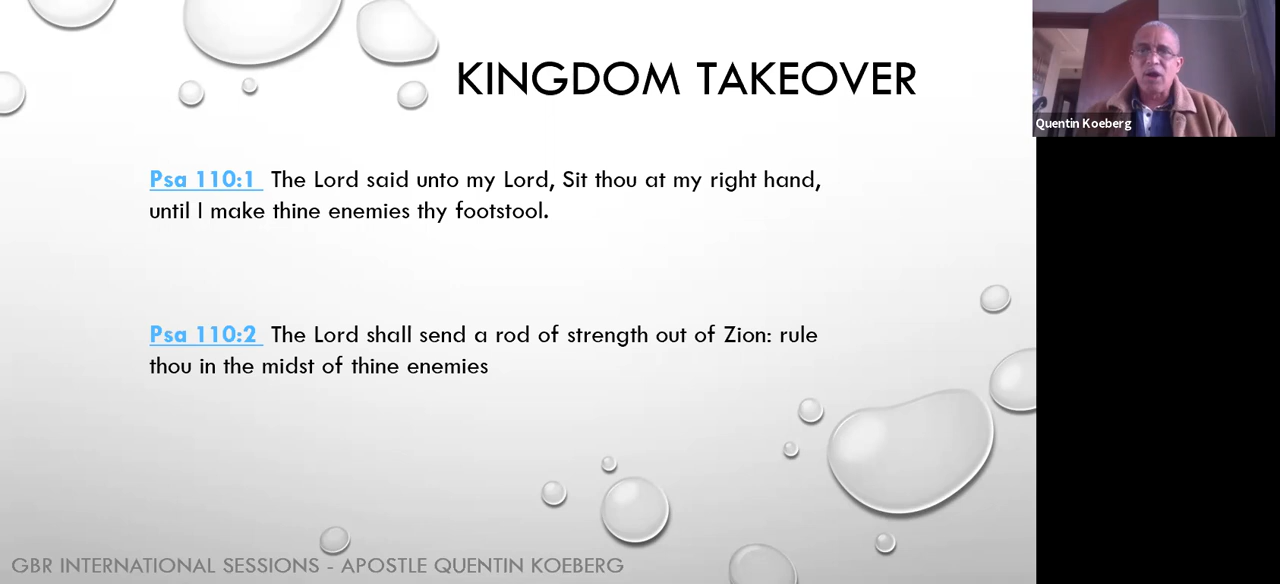 KINGDOM TAKEOVER
Quentin Koeberg
Psa 110:1 The Lord said unto my Lord, Sit thou at my right hand,
until I make thine enemies thy footstool.
Psa 110:2 The Lord shall send a rod of strength out of Zion: rule
thou in the midst of thine enemies
GBR INTERNATIONAL SESSIONS - APOSTLE QUENTIN KOEBERG